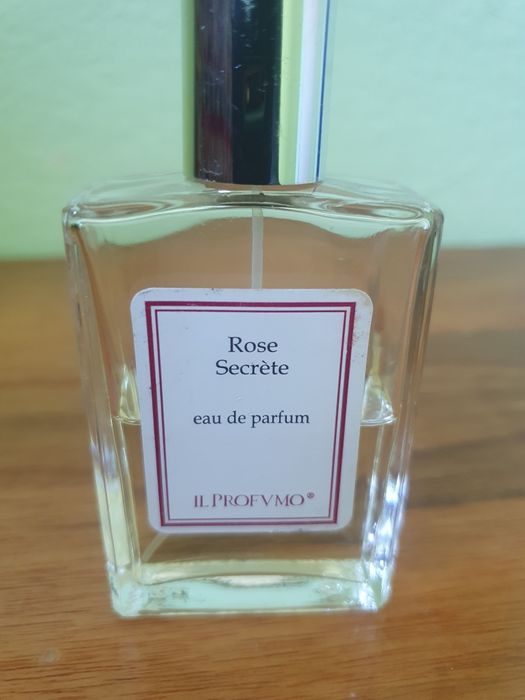 Rose
Secrète
eau de parfum
IL PROFVMO®